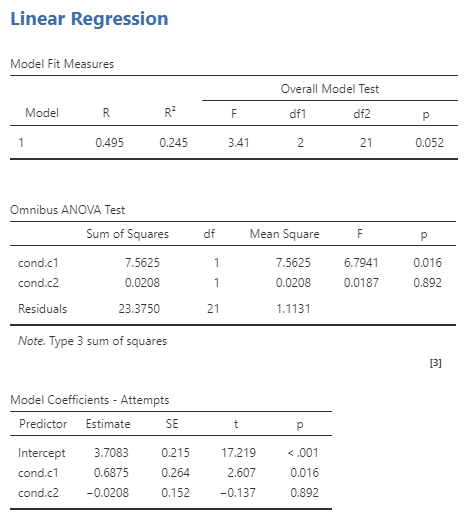 Linear Regression
Model Fit Measures
Overall Model Test
Model R R² F df1 df2 p
1 0.495 0.245 3.41 2 21 0.052
Omnibus ANOVA Test
Sum of Squares df Mean Square F p
cond.c1 7.5625 1 7.5625 6.7941 0.016
cond.c2 0.0208 1 0.0208 0.0187 0.892
Residuals 23.3750 21 1.1131
Note. Type 3 sum of squares
[3]
Model Coefficients - Attempts
Predictor Estimate SE t p
Intercept 3.7083 0.215 17.219 < .001
cond.c1 0.6875 0.264 2.607 0.016
cond.c2 −0.0208 0.152 −0.137 0.892